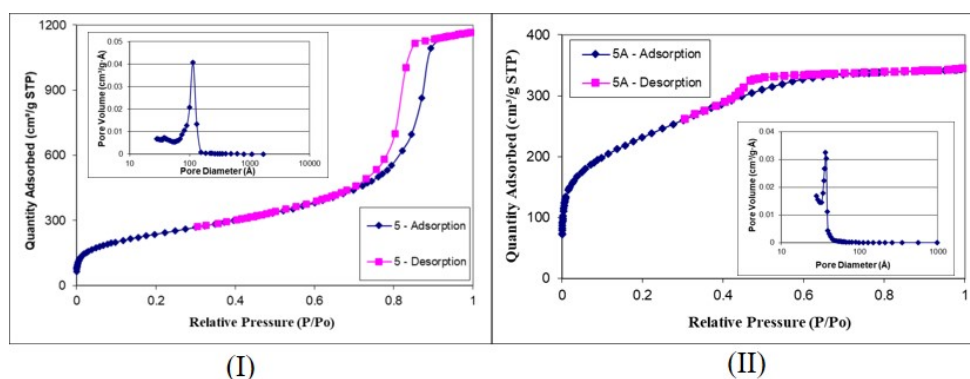 1200
900
600
300
0
Quantity Adsorbed (cm³/g STP)
0
0.2
0.4
0.6
0.8
1
Relative Pressure (P/Po)
0.05
0.04
0.03
0.02
0.01
0
Pore Volume (cm³/g·Å)
1
100
10000
Pore Diameter (Å)
5 - Adsorption
5 - Desorption
(I)
400
300
200
100
0
Quantity Adsorbed (cm³/g STP)
0
0.2
0.4
0.6
0.8
1
Relative Pressure (P/Po)
5A - Adsorption
5A - Desorption
0.04
0.03
0.02
0.01
0
Pore Volume (cm³/g·Å)
10
100
1000
Pore Diameter (Å)
(II)